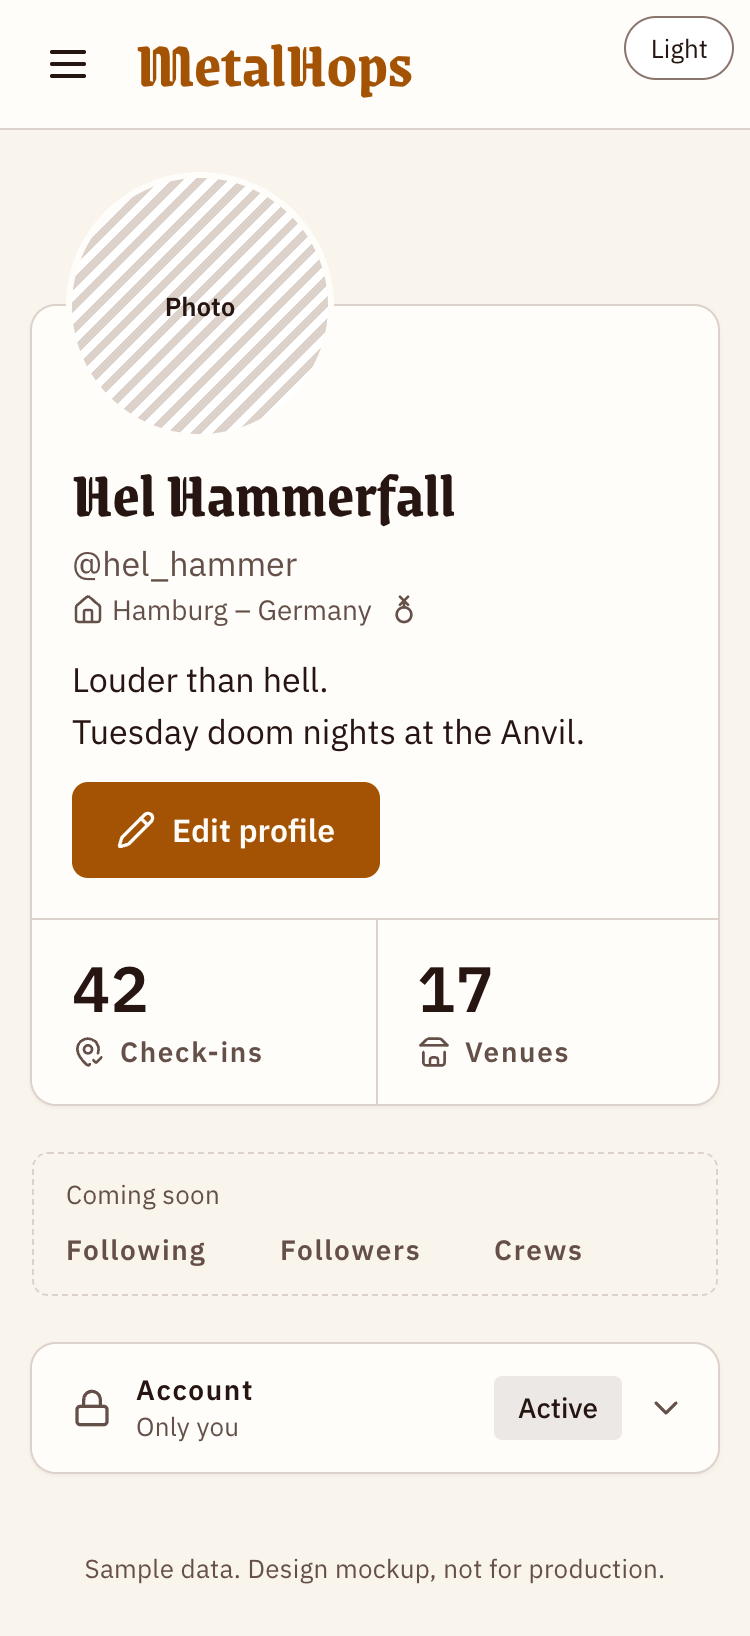 MetalHops
Light
Photo
Hel Hammerfall
@hel_hammer
Hamburg – Germany
Louder than hell.
Tuesday doom nights at the Anvil.
Edit profile
42
Check-ins
17
Venues
Coming soon
Following Followers Crews
Account
Only you
Active
Sample data. Design mockup, not for production.